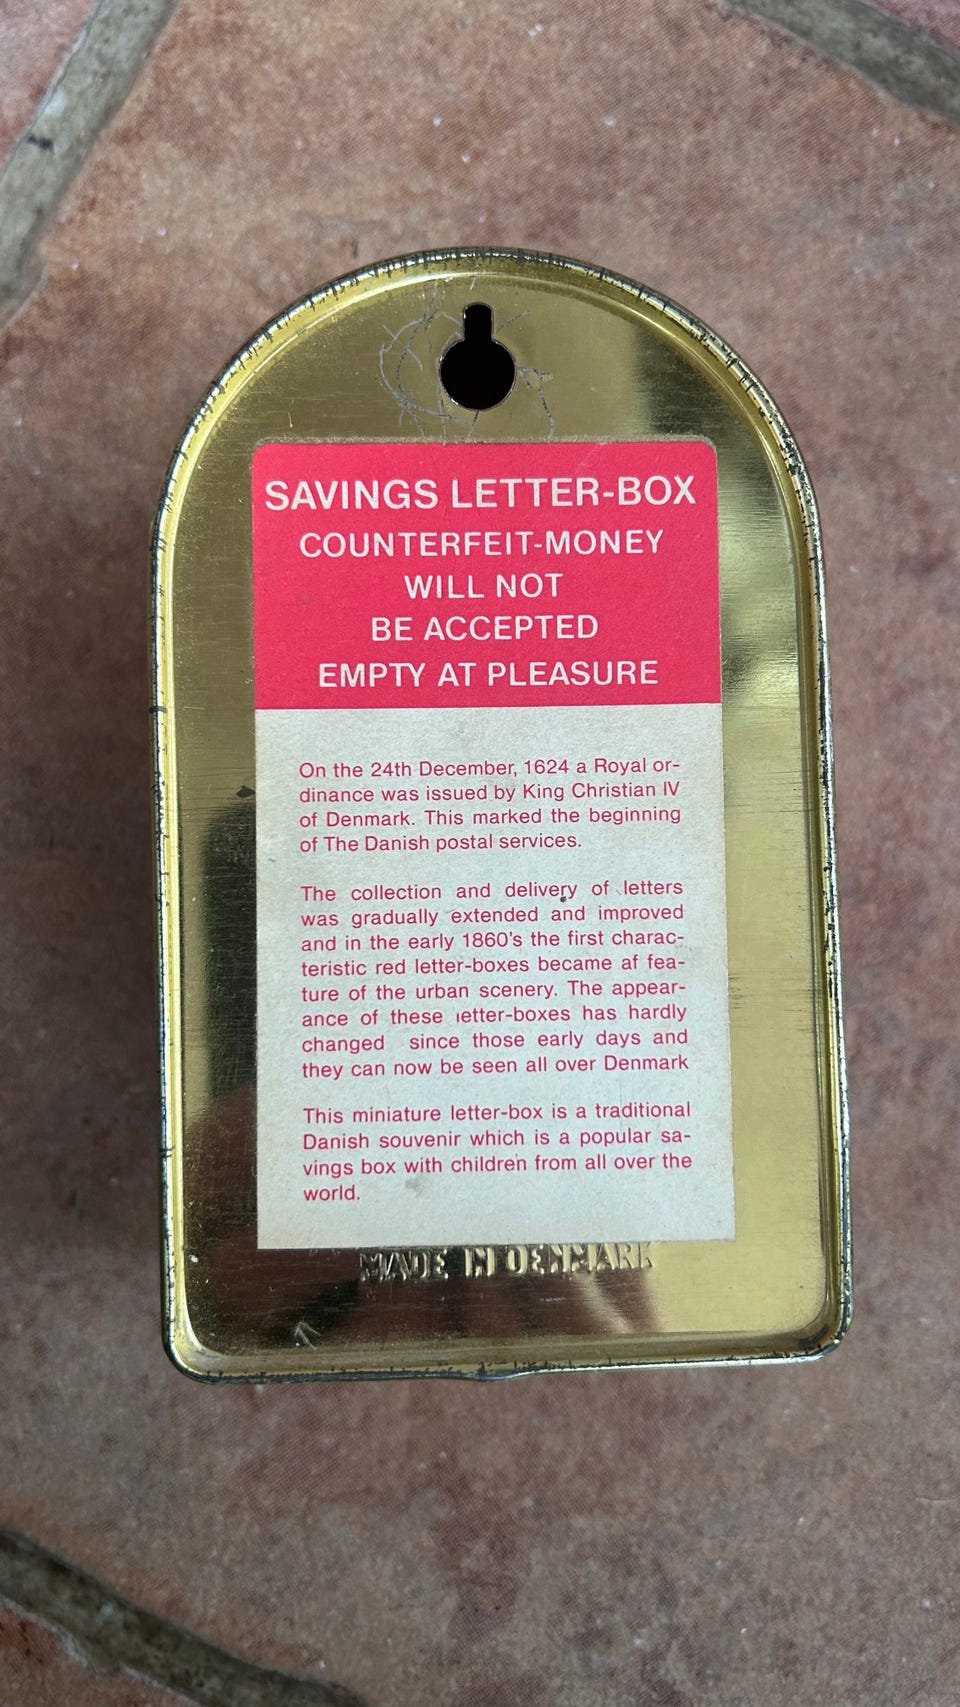 SAVINGS LETTER-BOX
COUNTERFEIT-MONEY
WILL NOT
BE ACCEPTED
EMPTY AT PLEASURE
On the 24th December, 1624 a Royal or-
dinance was issued by King Christian IV
of Denmark. This marked the beginning
of The Danish postal services.
The collection and delivery of letters
was gradually extended and improved
and in the early 1860's the first charac-
teristic red letter-boxes became af fea-
ture of the urban scenery. The appear-
ance of these letter-boxes has hardly
changed since those early days and
they can now be seen all over Denmark
This miniature letter-box is a traditional
Danish souvenir which is a popular sa-
vings box with children from all over the
world.
MADE IN DENMARK